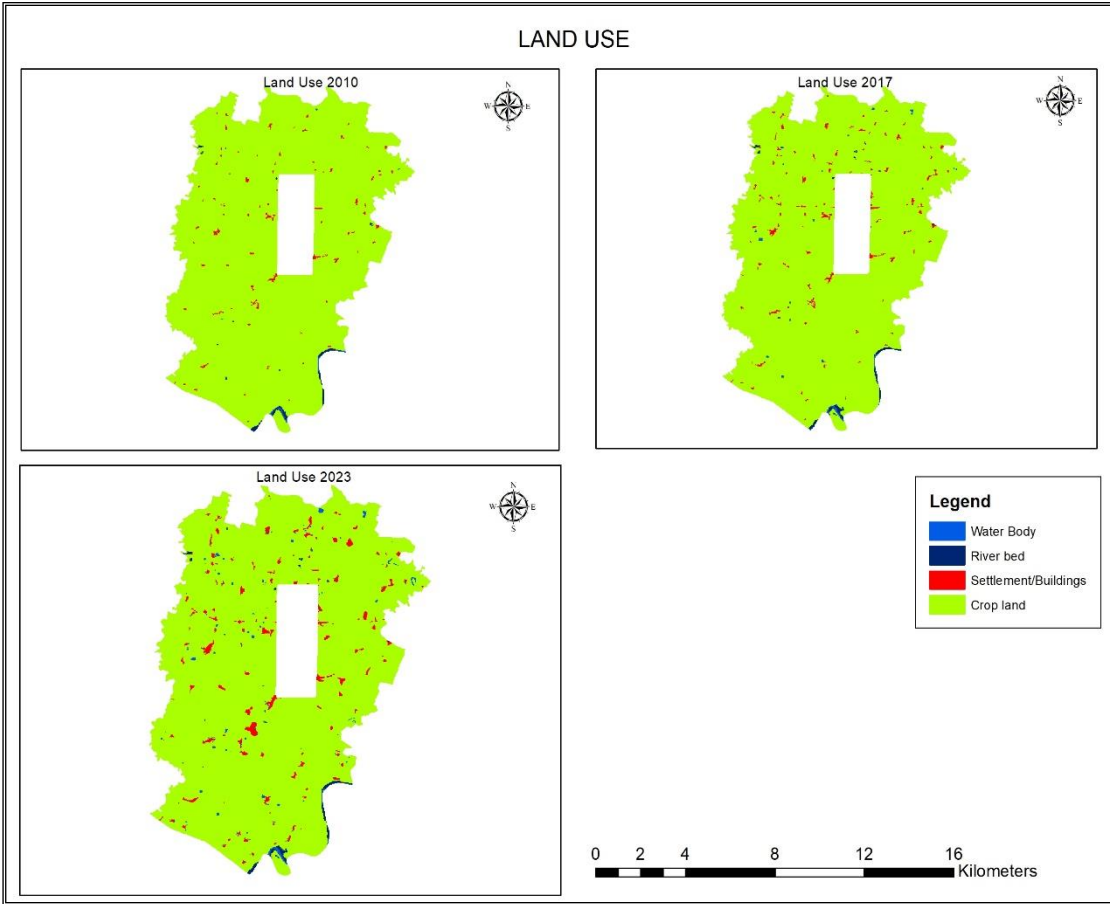 LAND USE
Land Use 2010
N
W E
S
Land Use 2017
N
W E
S
Land Use 2023
N
W E
S
Legend
Water Body
River bed
Settlement/Buildings
Crop land
0 2 4 8 12 16
Kilometers